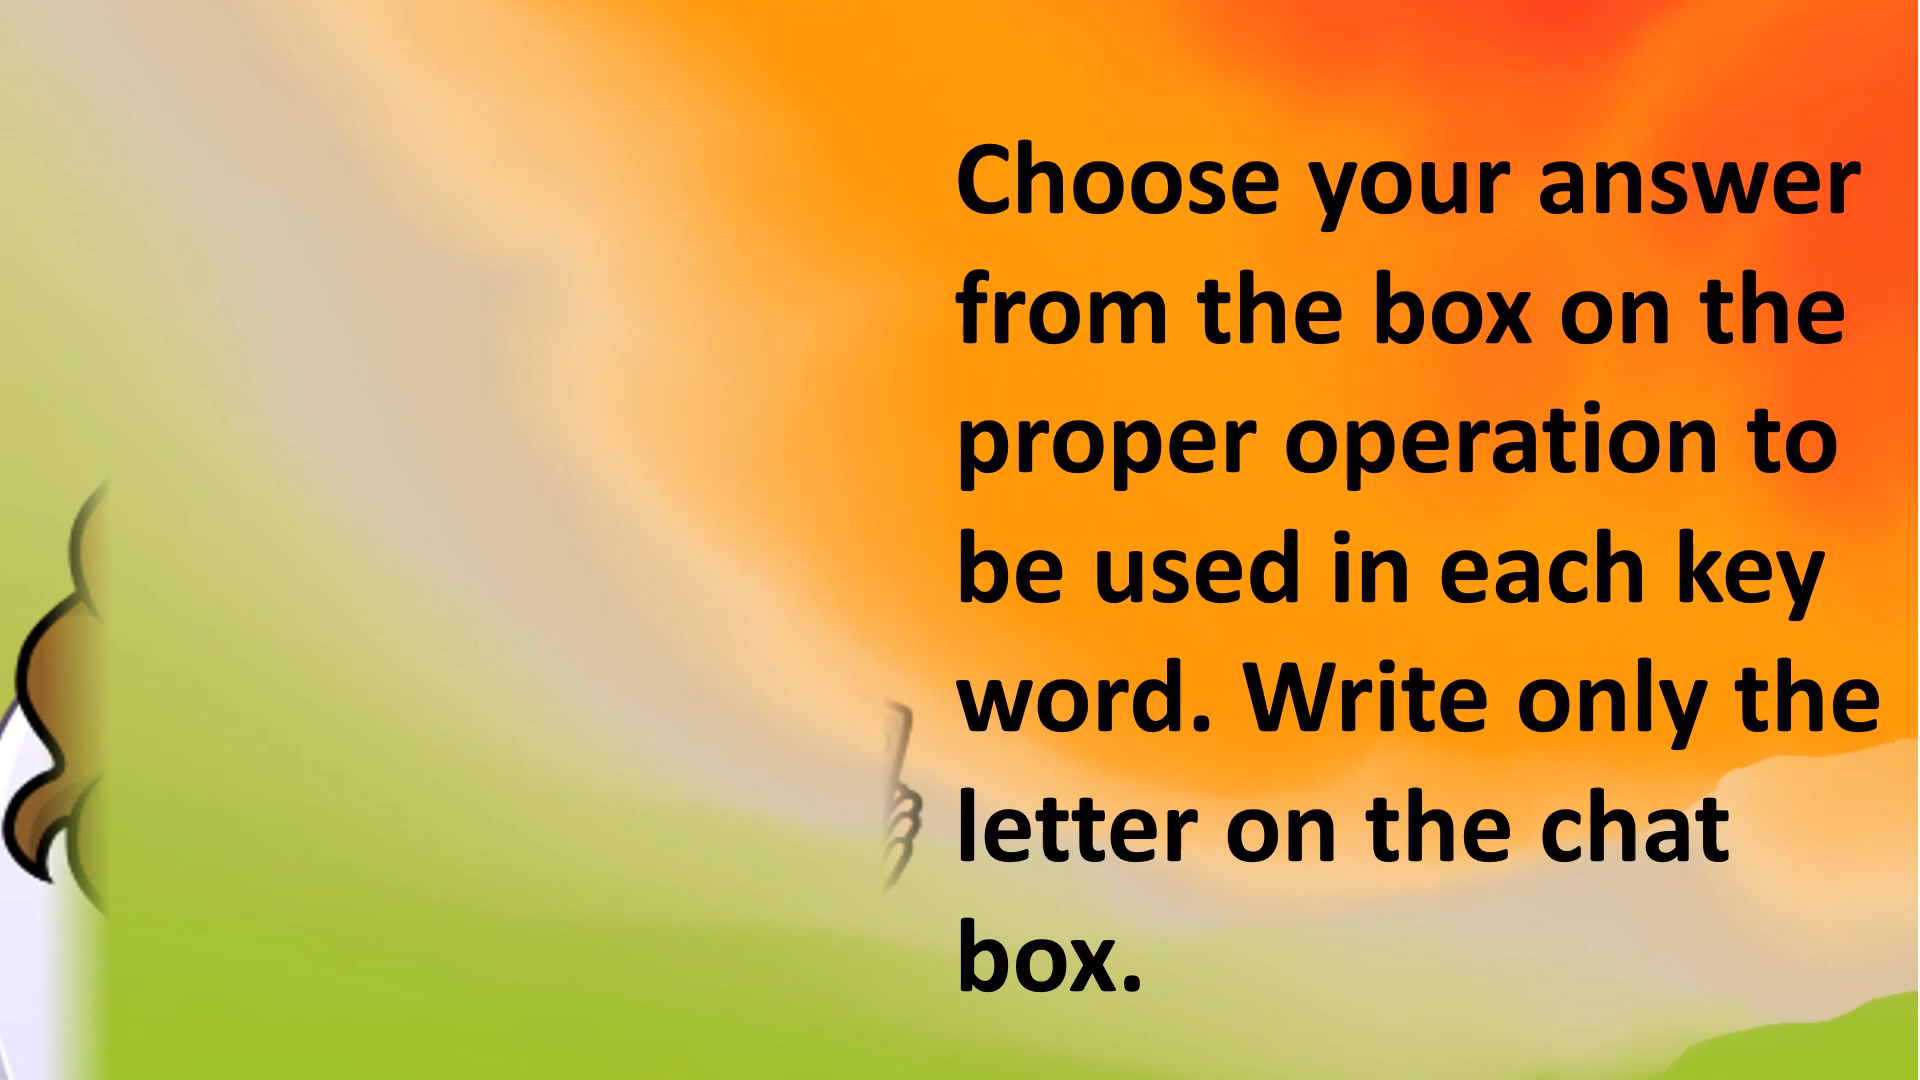 Choose your answer
from the box on the
proper operation to
be used in each key
word. Write only the
letter on the chat
box.